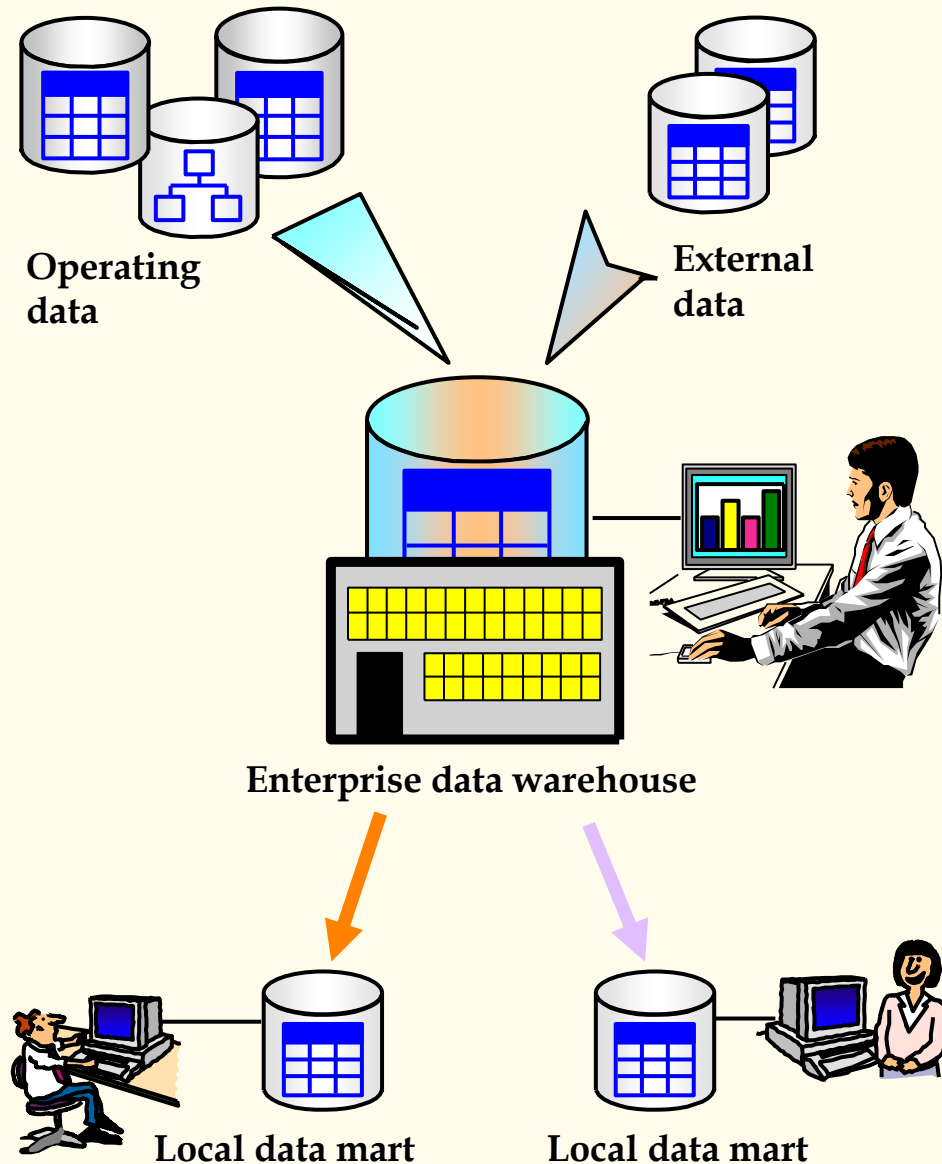 Operating
data
External
data
Enterprise data warehouse
Local data mart
Local data mart